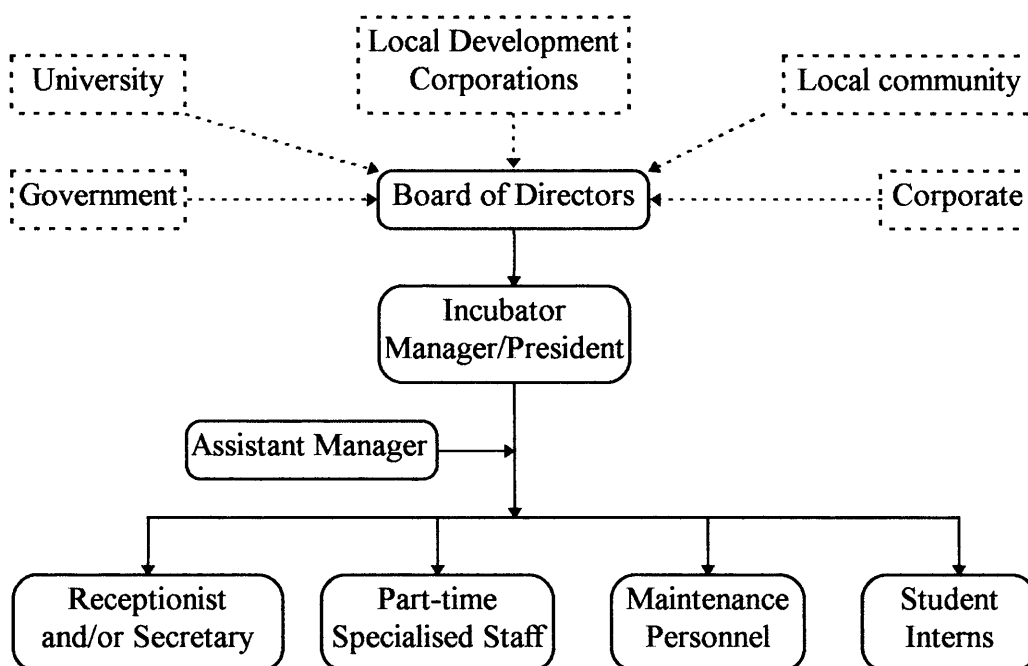 Local Development
Corporations
University
Local community
Government
Board of Directors
Corporate
Incubator
Manager/President
Assistant Manager
Receptionist
and/or Secretary
Part-time
Specialised Staff
Maintenance
Personnel
Student
Interns